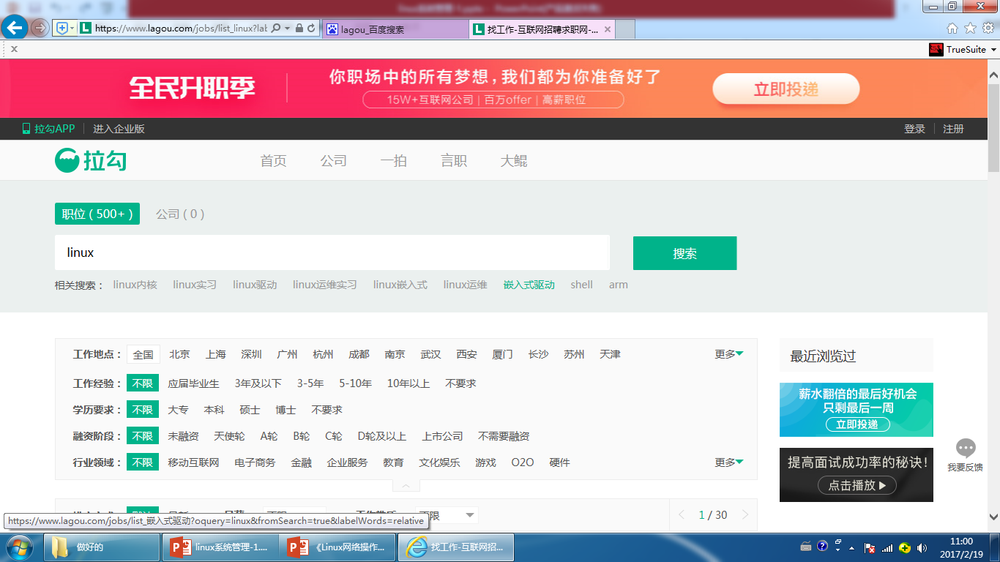 https://www.lagou.com/jobs/list_linux?lab
lagou_百度搜索
找工作-互联网招聘求职网-...
TrueSuite
全民升职季
你职场中的所有梦想,我们都为你准备好了
15W+互联网公司 | 百万offer | 高薪职位
立即投递
拉勾APP
进入企业版
登录
注册
拉勾
首页 公司 一拍 言职 大鲲
职位 ( 500+ ) 公司 ( 0 )
linux
搜索
相关搜索: linux内核 linux实习 linux驱动 linux运维实习 linux嵌入式 linux运维 嵌入式驱动 shell arm
工作地点: 全国 北京 上海 深圳 广州 杭州 成都 南京 武汉 西安 厦门 长沙 苏州 天津 更多
工作经验: 不限 应届毕业生 3年及以下 3-5年 5-10年 10年以上 不要求
学历要求: 不限 大专 本科 硕士 博士 不要求
融资阶段: 不限 未融资 天使轮 A轮 B轮 C轮 D轮及以上 上市公司 不需要融资
行业领域: 不限 移动互联网 电子商务 金融 企业服务 教育 文化娱乐 游戏 O2O 硬件 更多
最近浏览过
薪水翻倍的最后好机会
只剩最后一周
立即投递
提高面试成功率的秘诀!
点击播放
我要反馈
1 / 30
https://www.lagou.com/jobs/list_嵌入式驱动?oquery=linux&fromSearch=true&labelWords=relative
做好的
linux系统管理-1....
《Linux网络操作...
找工作-互联网招...
11:00
2017/2/19